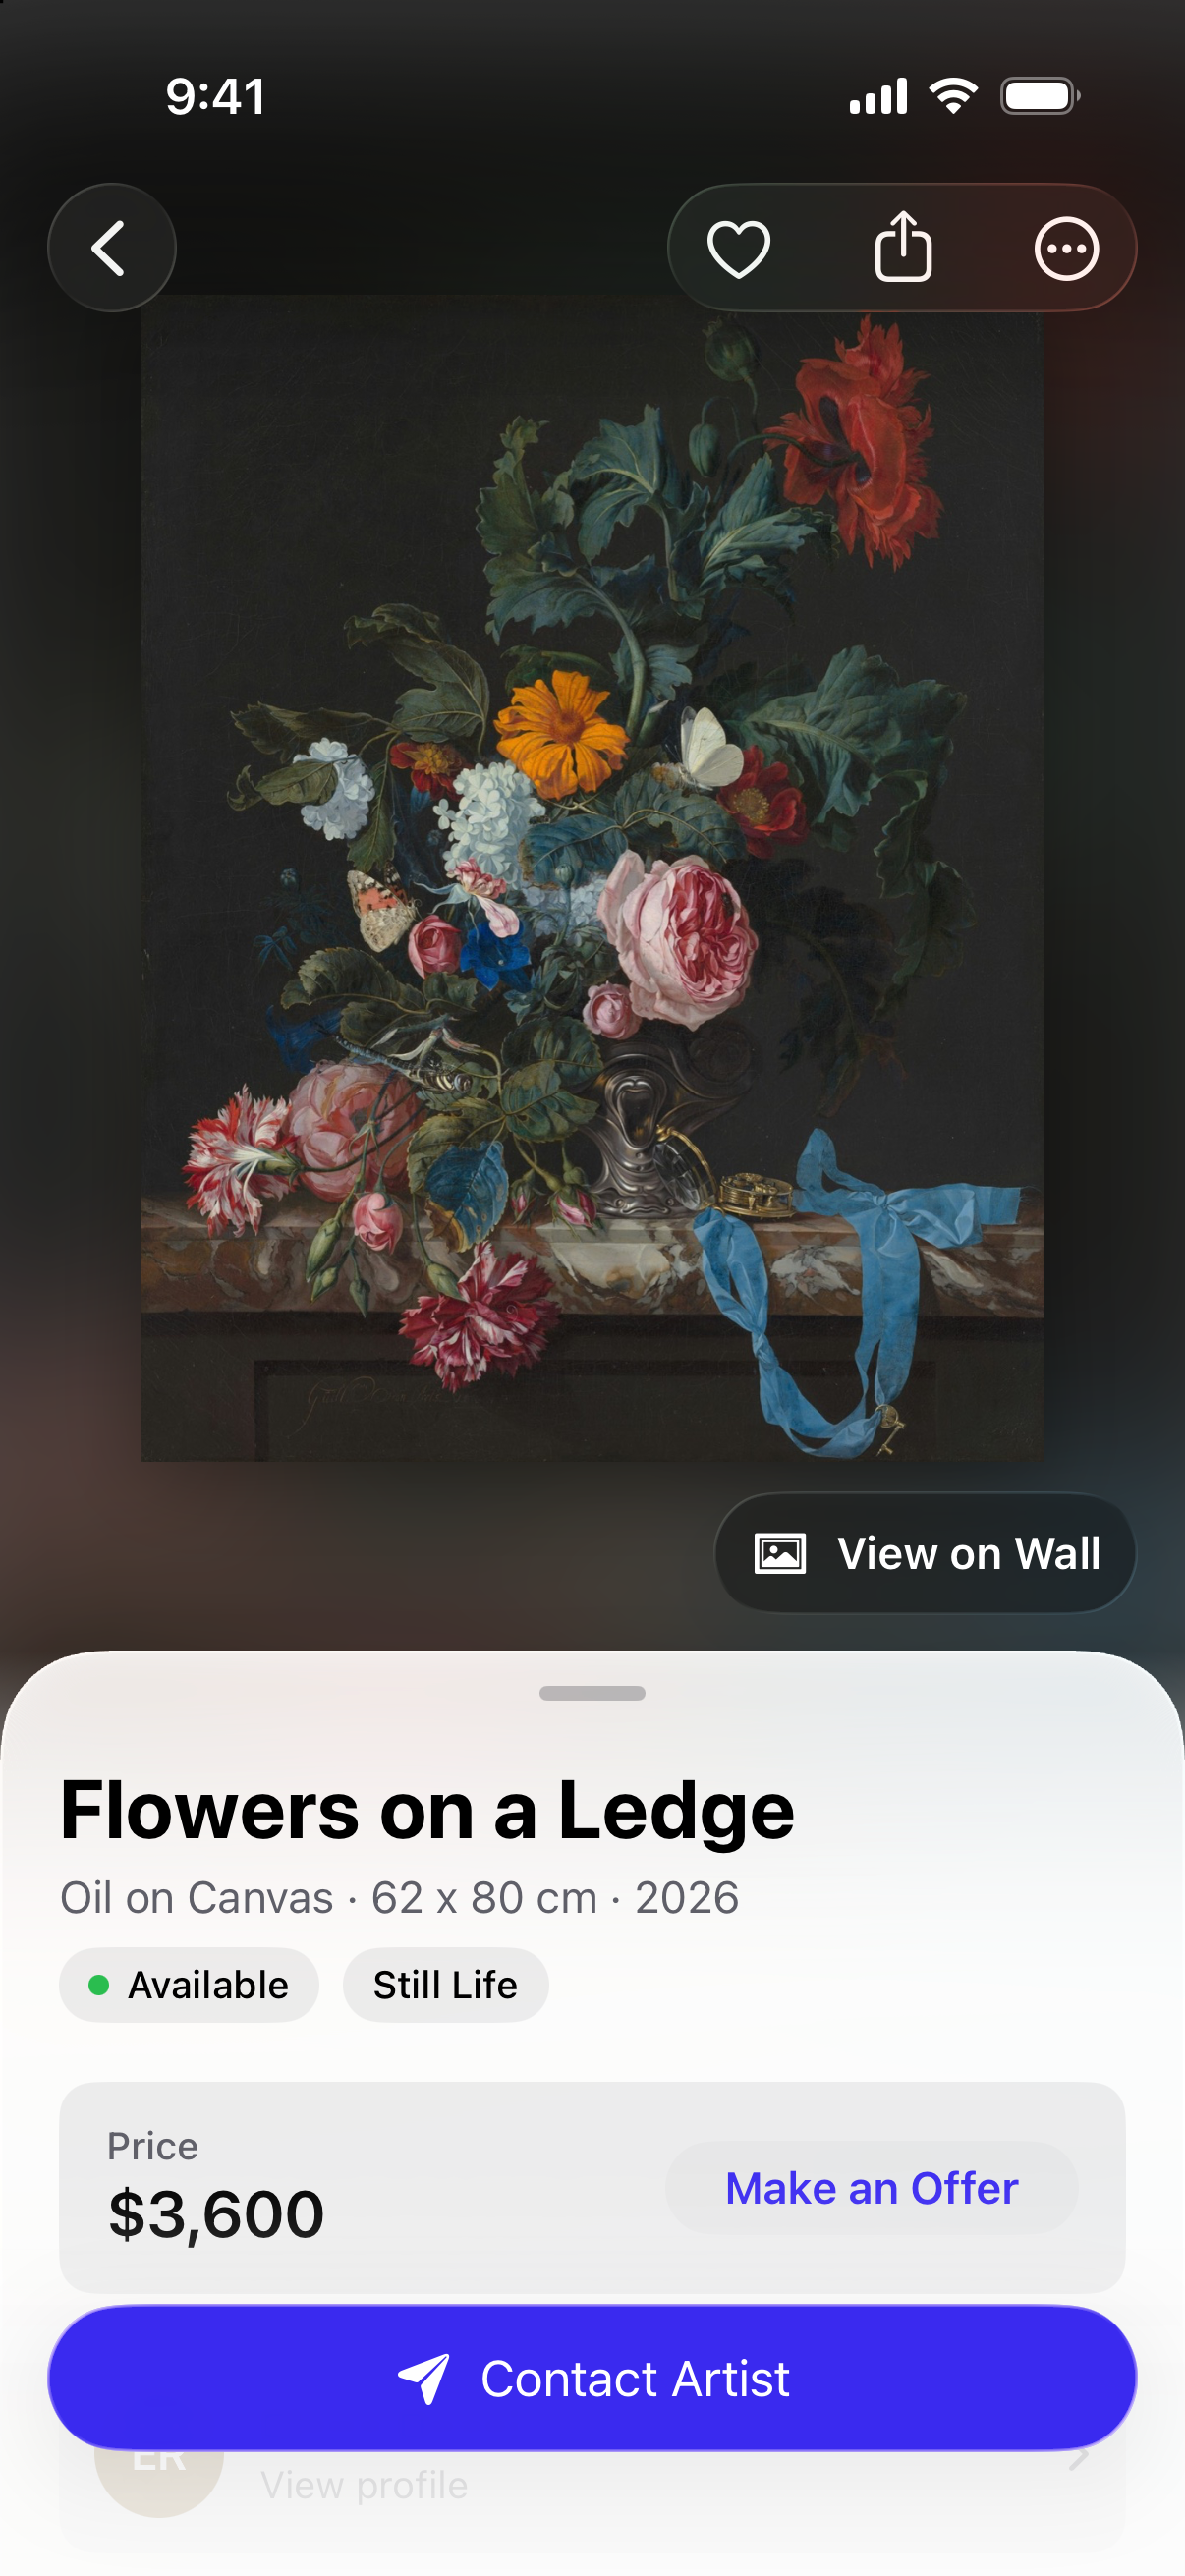 9:41
View on Wall
Flowers on a Ledge
Oil on Canvas · 62 x 80 cm · 2026
Available
Still Life
Price
$3,600
Make an Offer
Contact Artist
ER
View profile